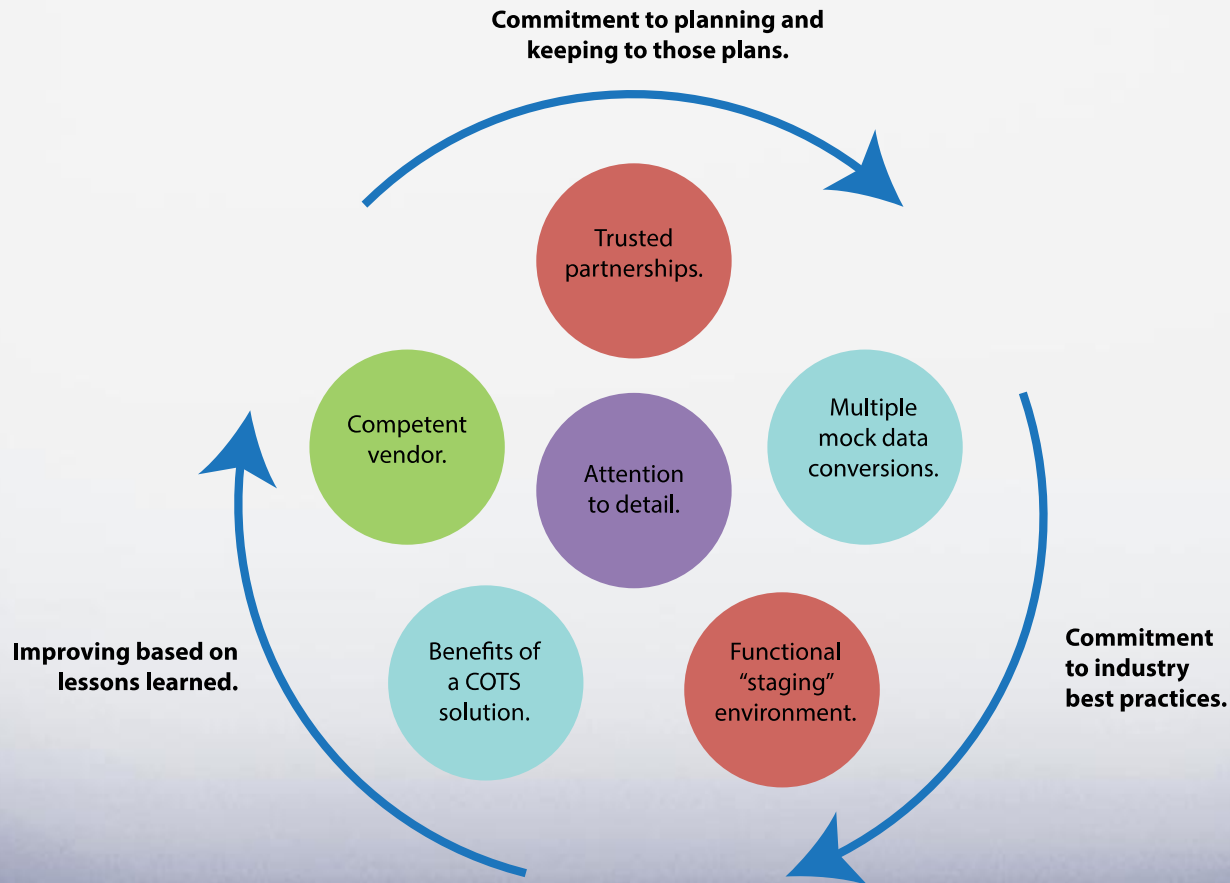 Commitment to planning and
keeping to those plans.
Trusted
partnerships.
Competent
vendor.
Attention
to detail.
Multiple
mock data
conversions.
Improving based on
lessons learned.
Benefits of
a COTS
solution.
Functional
“staging”
environment.
Commitment
to industry
best practices.